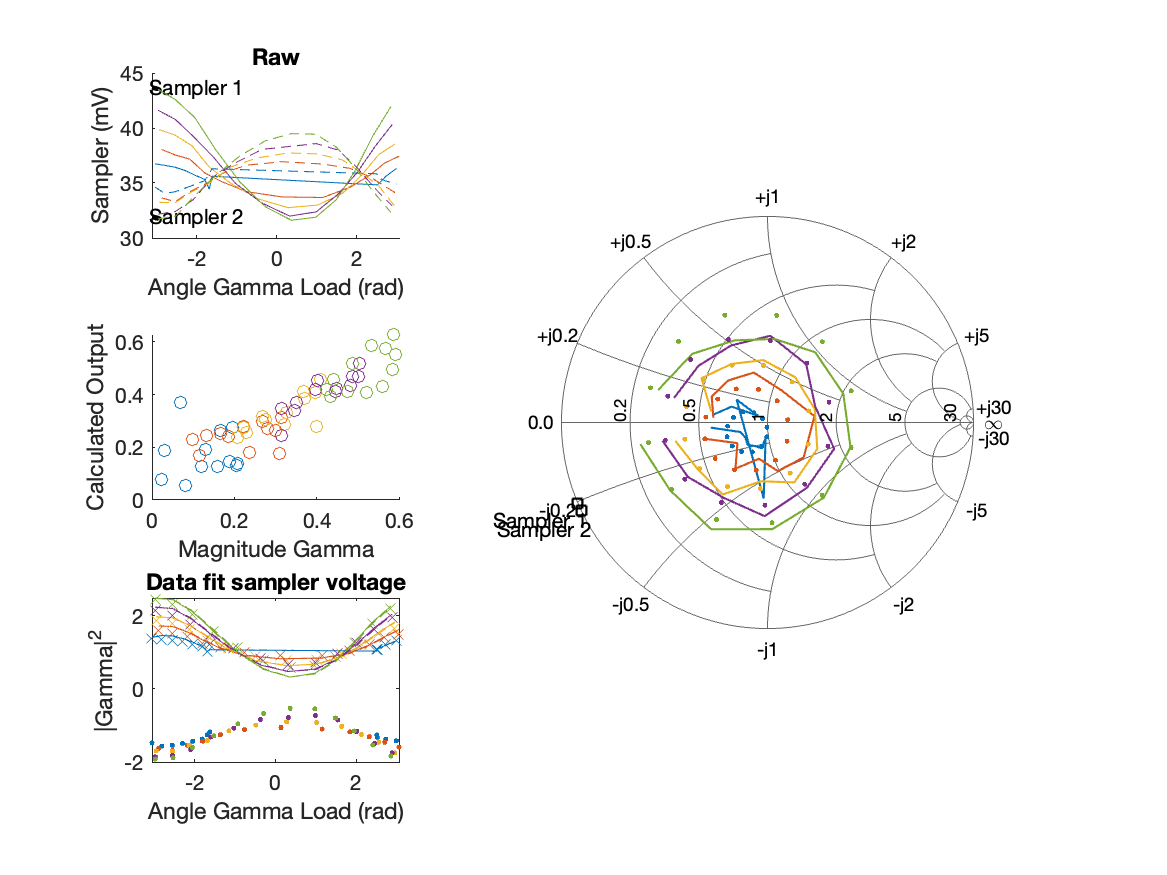 Raw
45
40
35
30
Sampler (mV)
Sampler 1
Sampler 2
-2
0
2
Angle Gamma Load (rad)
0.6
0.4
0.2
0
Calculated Output
0
0.2
0.4
0.6
Magnitude Gamma
Data fit sampler voltage
2
0
-2
|Gamma|²
-2
0
2
Angle Gamma Load (rad)
+j1
+j0.5
+j2
+j0.2
+j5
0.0
0.2
0.5
1
2
5
30
+j30
∞
-j30
-j0.2
Sampler 1
Sampler 2
-j5
-j0.5
-j2
-j1